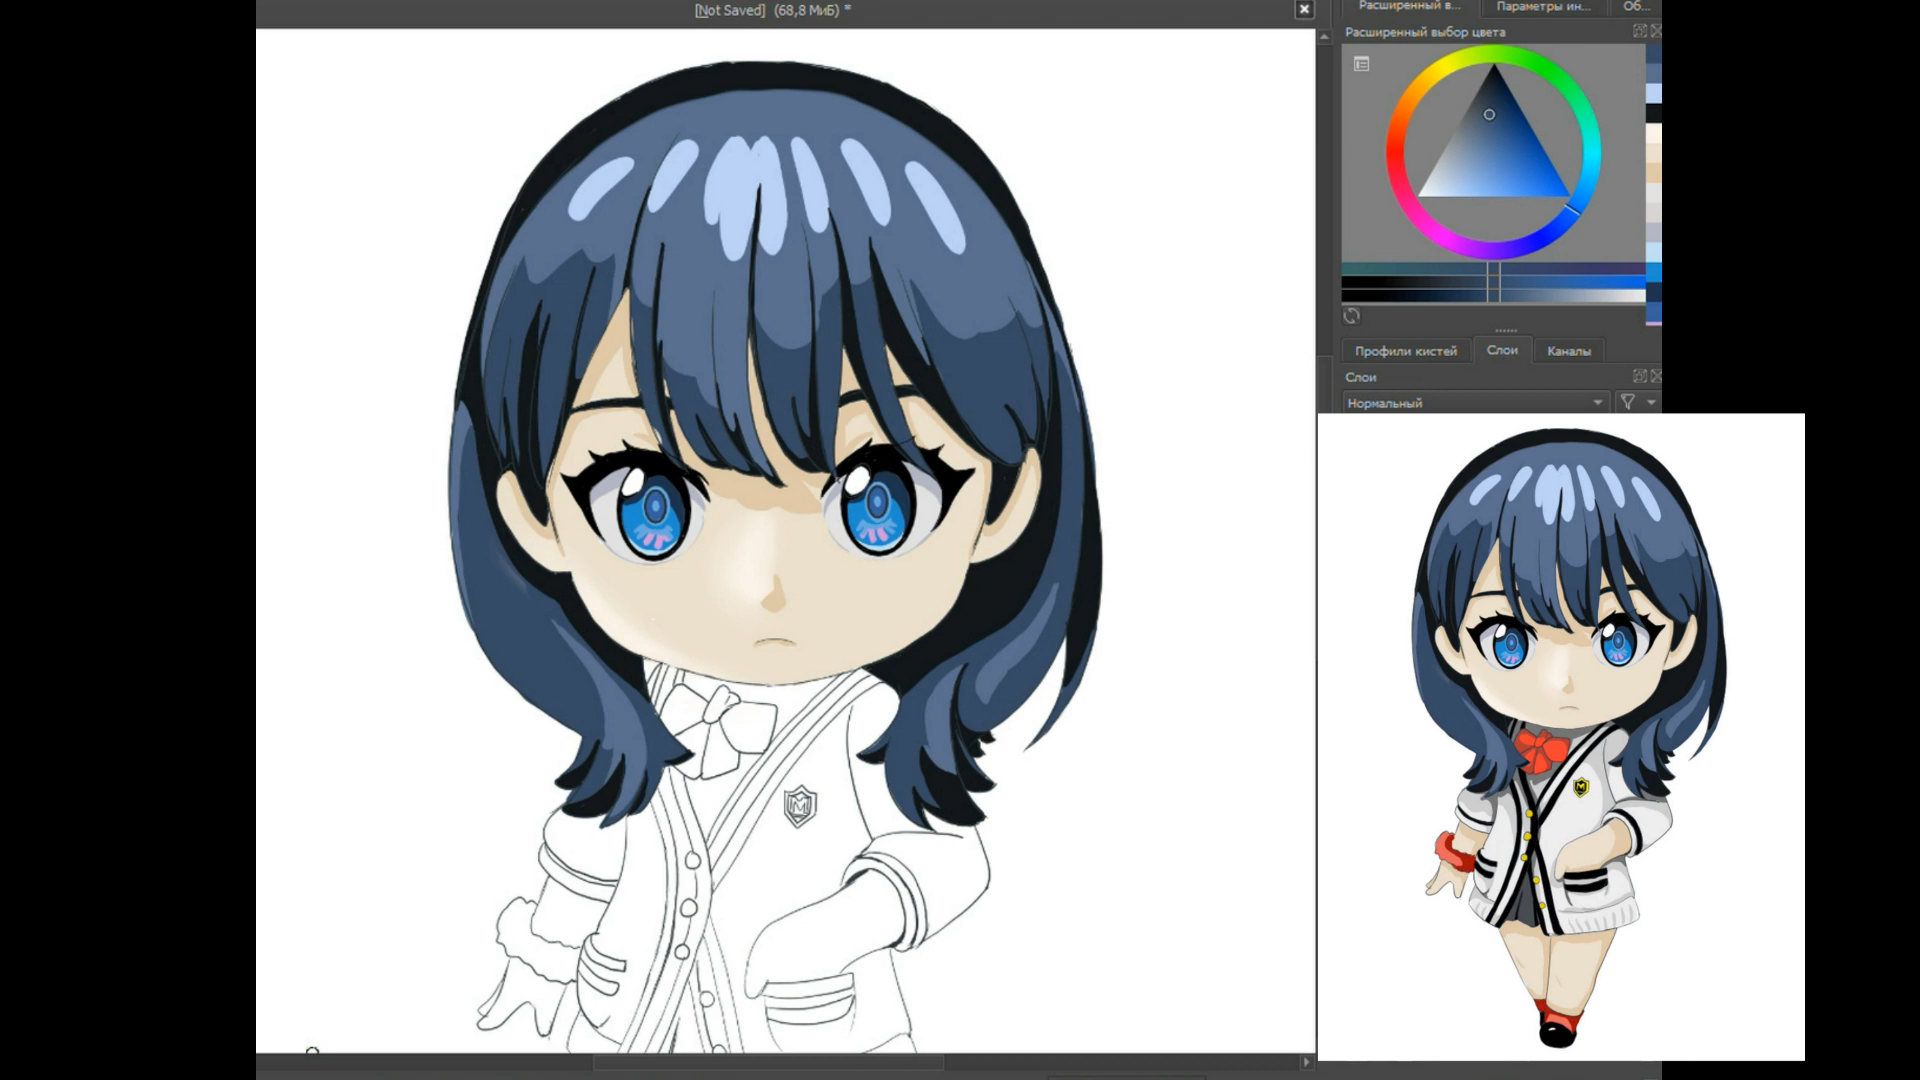 [Not Saved] (68,8 МиБ) *
Расширенный в...
Параметры ин...
Об...
Расширенный выбор цвета
Профили кистей
Слои
Каналы
Слои
Нормальный
M
M